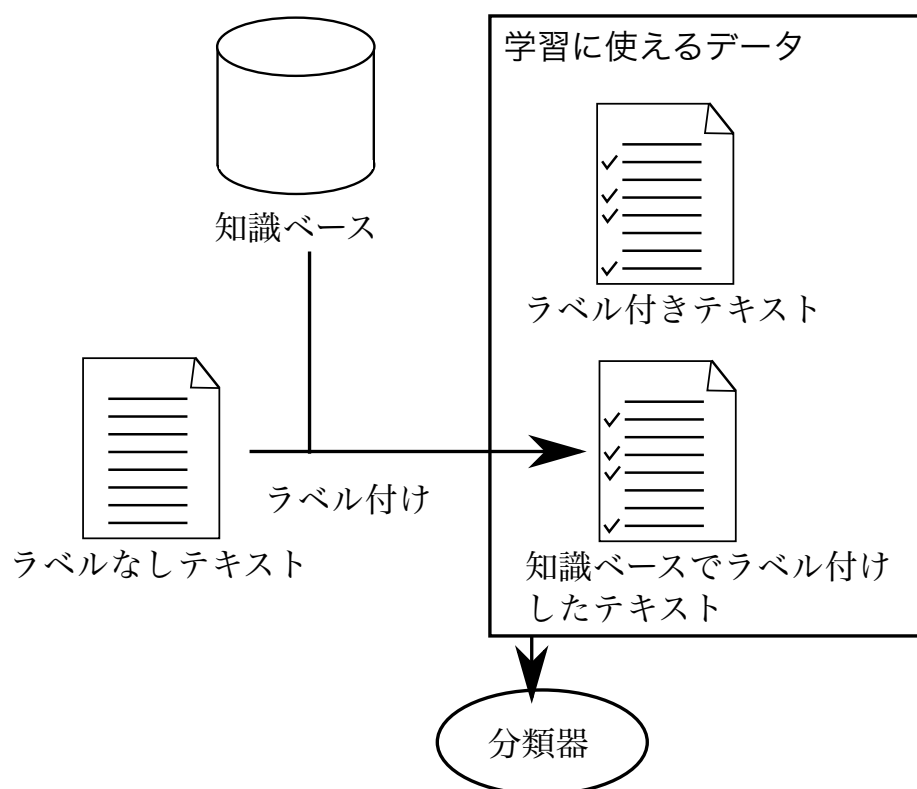 学習に使えるデータ
知識ベース
ラベル付きテキスト
ラベル付け
ラベルなしテキスト
知識ベースでラベル付け
したテキスト
分類器